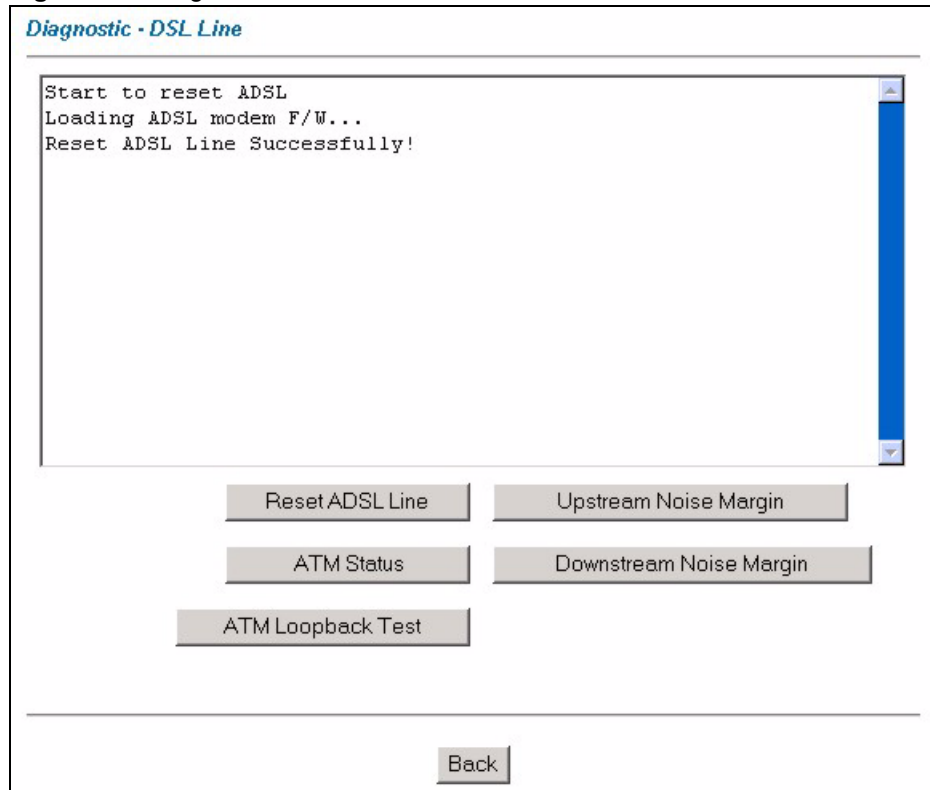 Diagnostic - DSL Line
Start to reset ADSL
Loading ADSL modem F/W...
Reset ADSL Line Successfully!
Reset ADSL Line
Upstream Noise Margin
ATM Status
Downstream Noise Margin
ATM Loopback Test
Back